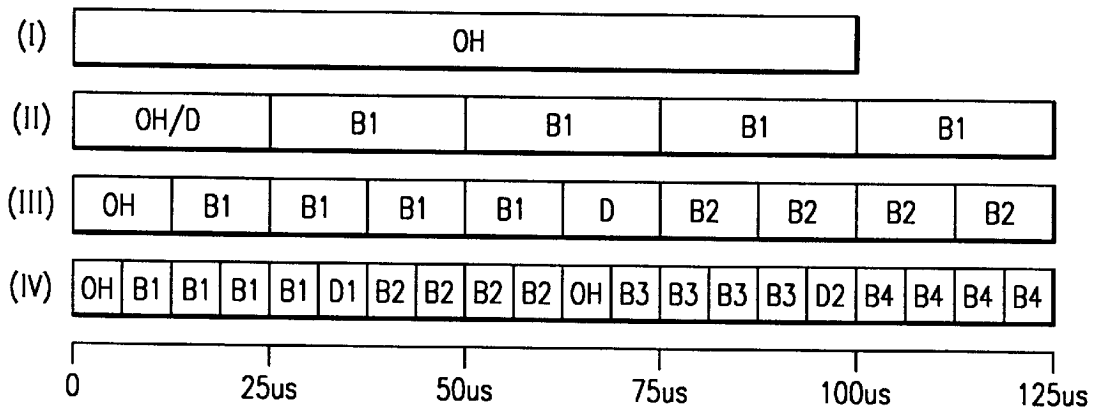 (I) OH
(II) OH/D B1 B1 B1 B1
(III) OH B1 B1 B1 B1 D B2 B2 B2 B2
(IV) OH B1 B1 B1 B1 D1 B2 B2 B2 B2 OH B3 B3 B3 B3 D2 B4 B4 B4 B4
0 25us 50us 75us 100us 125us